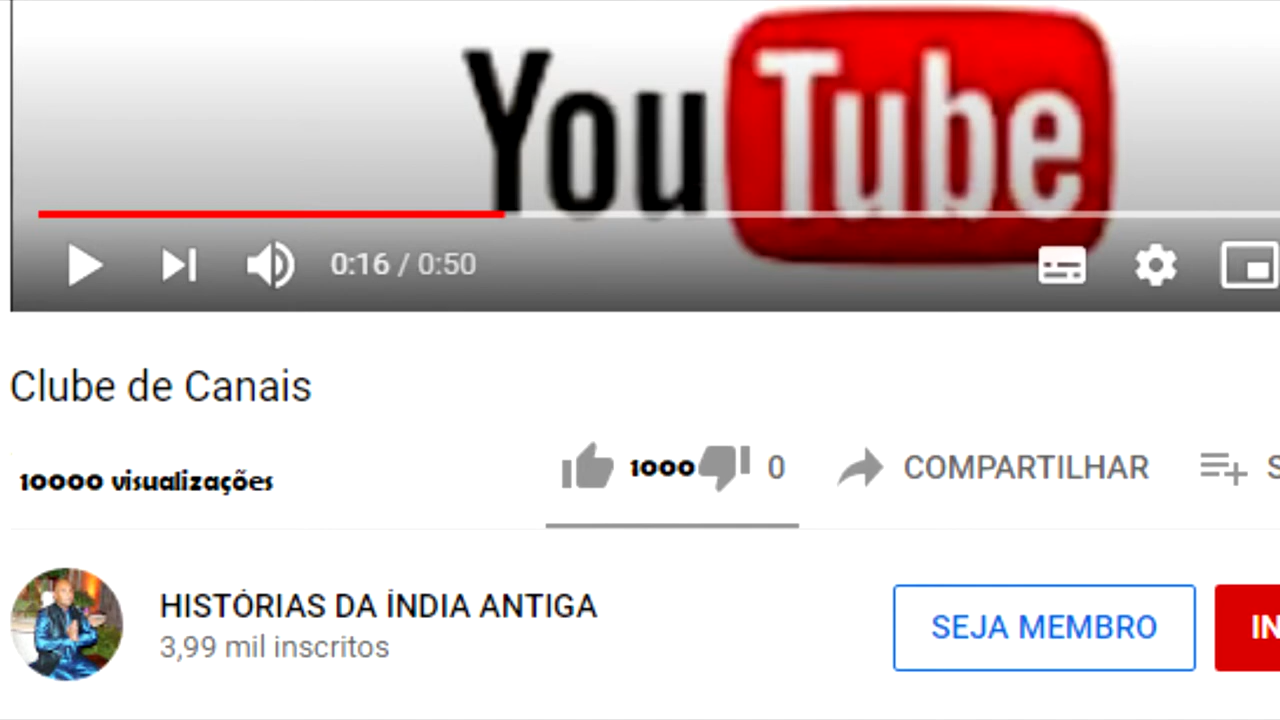 YouTube
0:16 / 0:50
Clube de Canais
10000 visualizações
1000 0 COMPARTILHAR S
HISTÓRIAS DA ÍNDIA ANTIGA
3,99 mil inscritos
SEJA MEMBRO
IN